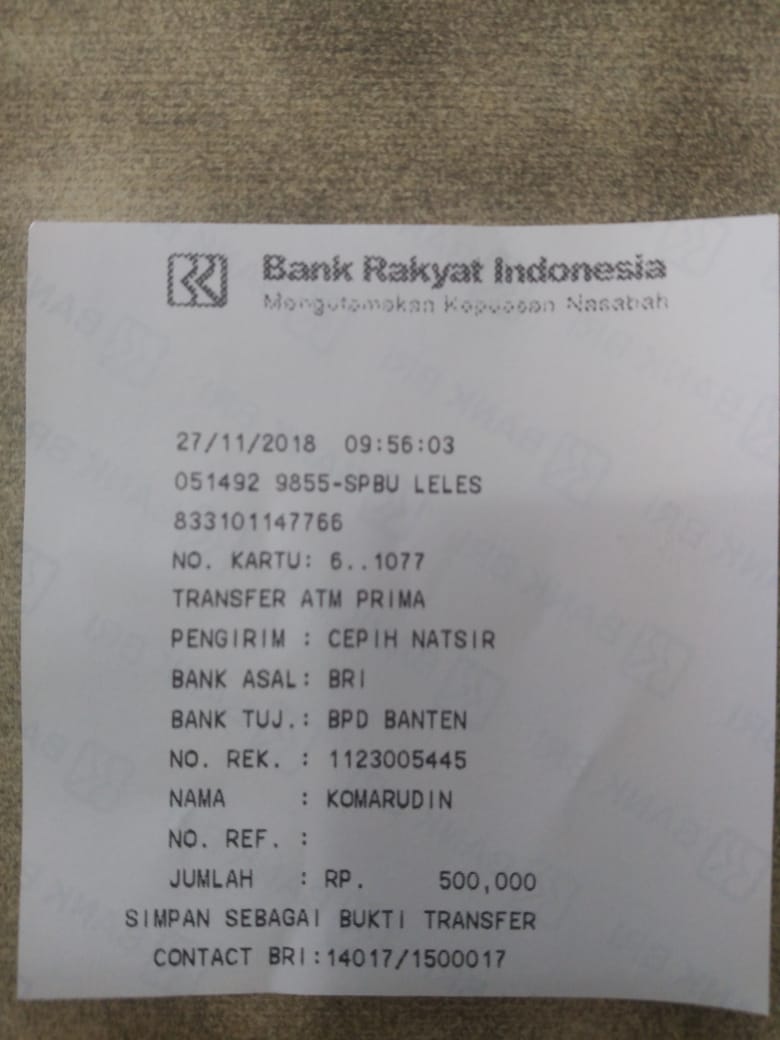 Bank Rakyat Indonesia
Mengutamakan Kepuasan Nasabah
27/11/2018 09:56:03
051492 9855-SPBU LELES
833101147766
NO. KARTU: 6..1077
TRANSFER ATM PRIMA
PENGIRIM : CEPIH NATSIR
BANK ASAL: BRI
BANK TUJ.: BPD BANTEN
NO. REK. : 1123005445
NAMA : KOMARUDIN
NO. REF. :
JUMLAH : RP. 500,000
SIMPAN SEBAGAI BUKTI TRANSFER
CONTACT BRI:14017/1500017